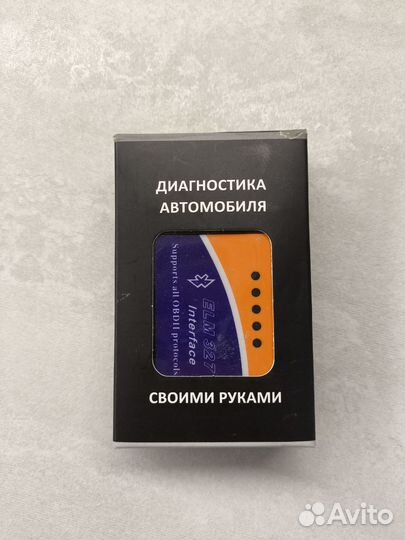 ДИАГНОСТИКА
АВТОМОБИЛЯ
Supports all OBDII protocols
ELM 327
Interface
СВОИМИ РУКАМИ
Avito